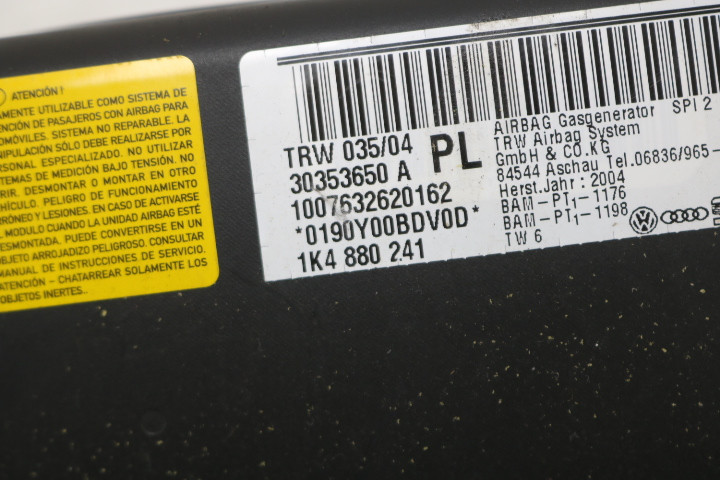 ATENCIÓN!
AMENTE UTILIZABLE COMO SISTEMA DE
ENCIÓN DE PASAJEROS CON AIRBAG PARA
OMÓVILES. SISTEMA NO REPARABLE. LA
NIPULACIÓN SÓLO DEBE REALIZARSE POR
RSONAL ESPECIALIZADO. NO UTILIZAR
STEMAS DE MEDICIÓN BAJO TENSIÓN. NO
RIR, DESMONTAR O MONTAR EN OTRO
VEHÍCULO. PELIGRO DE FUNCIONAMIENTO
RRÓNEO Y LESIONES. EN CASO DE ACTIVARSE
L MODULO CUANDO LA UNIDAD AIRBAG ESTÉ
DESMONTADA, PUEDE CONVERTIRSE EN UN
OBJETO ARROJADIZO PELIGROSO. CONSULTAR
MANUAL DE INSTRUCCIONES DE SERVICIO.
ATENCIÓN – CHATARREAR SOLAMENTE LOS
OBJETOS INERTES.
TRW 035/04 PL
30353650 A
1007632620162
*0190Y00BDV0D*
1K4 880 241
AIRBAG Gasgenerator SPI 2
TRW Airbag System
GmbH & CO.KG
84544 Aschau Tel.06836/965-
Herst.Jahr: 2004
BAM-PT1-1176
BAM-PT1-1198
TW 6